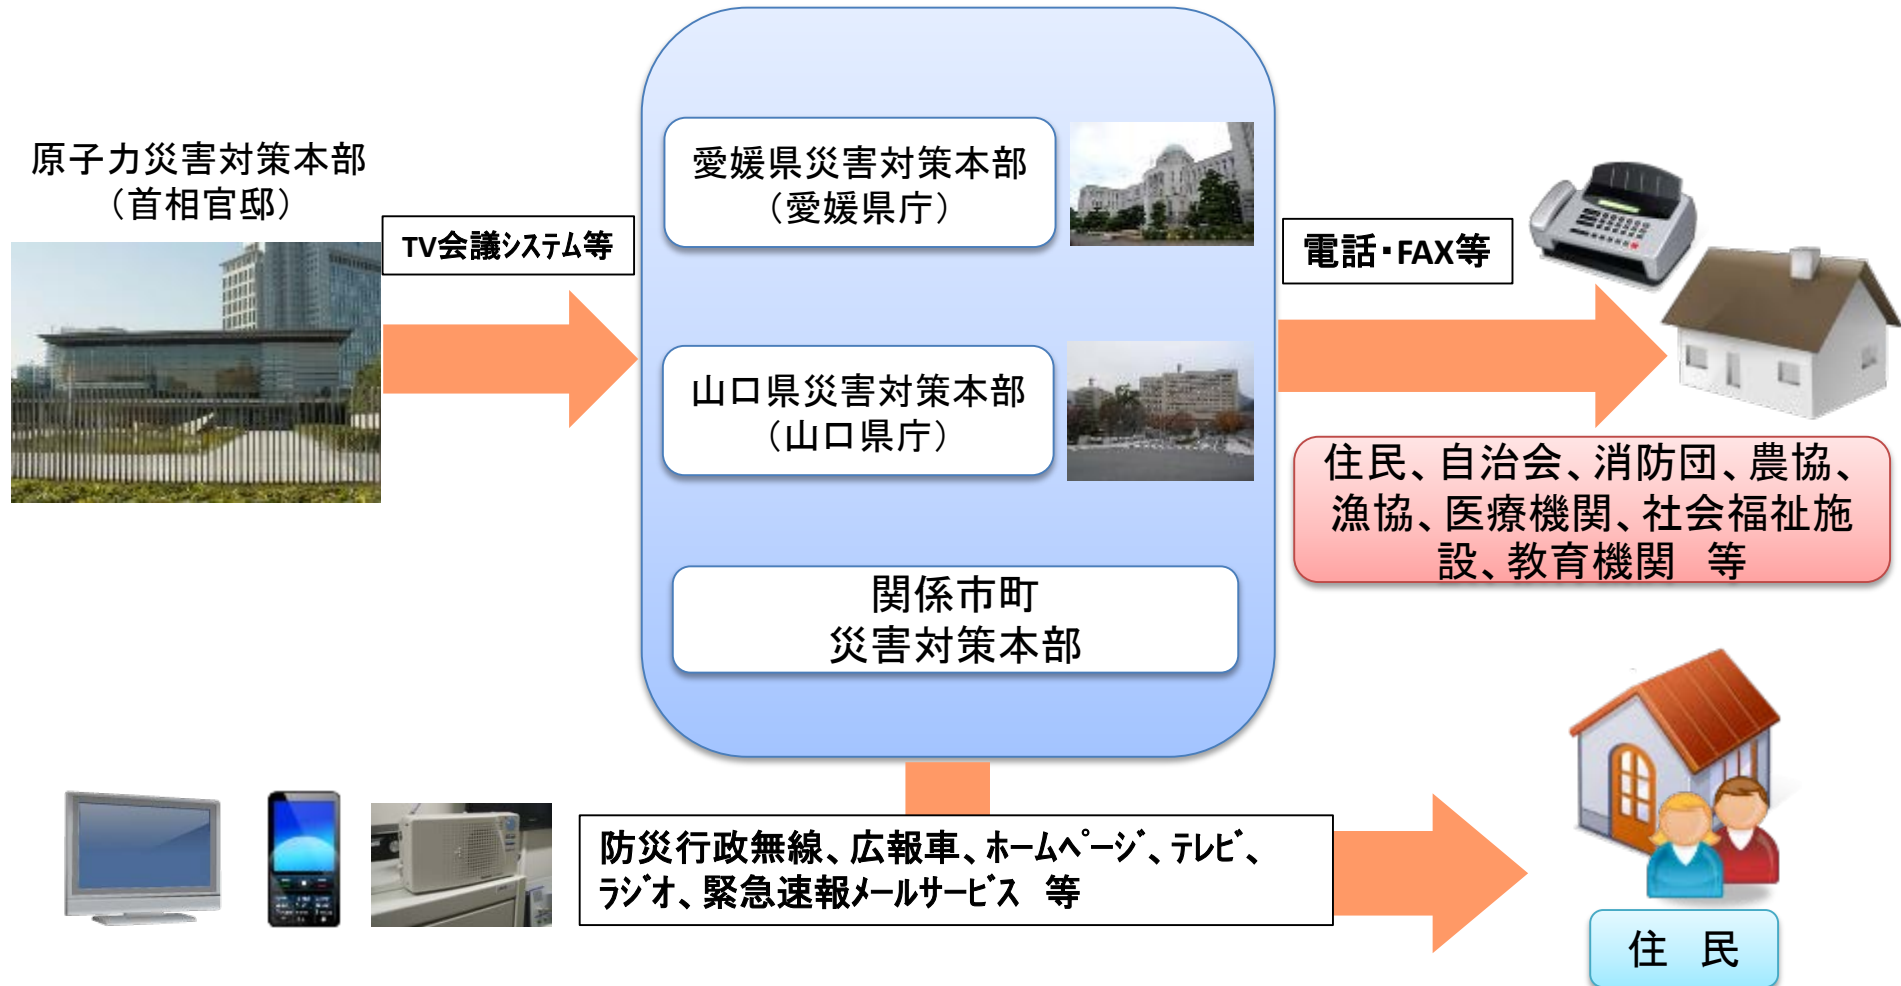 原子力災害対策本部
（首相官邸）
TV会議ｼｽﾃﾑ等
愛媛県災害対策本部
（愛媛県庁）
山口県災害対策本部
（山口県庁）
関係市町
災害対策本部
電話・FAX等
住民、自治会、消防団、農協、
漁協、医療機関、社会福祉施
設、教育機関　等
防災行政無線、広報車、ﾎｰﾑﾍﾟｰｼﾞ、ﾃﾚﾋﾞ、
ﾗｼﾞｵ、緊急速報ﾒｰﾙｻｰﾋﾞｽ　等
住　民